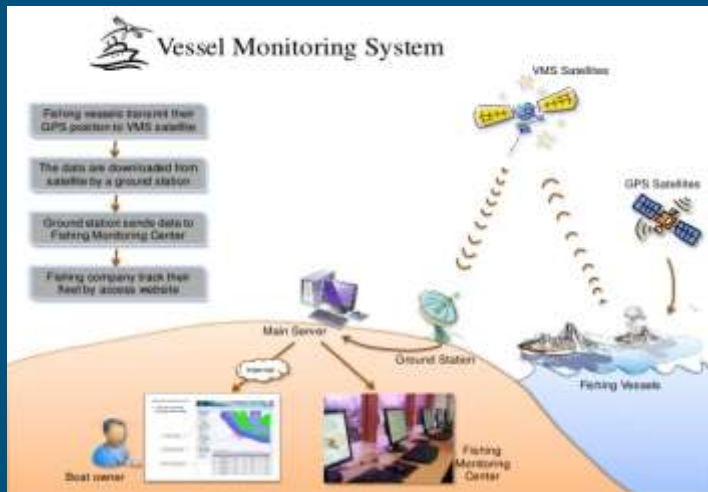 Vessel Monitoring System
VMS Satellites
Fishing vessels transmit their
GPS position to VMS satellite
The data are downloaded from
satellite by a ground station
GPS Satellites
Ground station sends data to
Fishing Monitoring Center
Fishing company track their
fleet by access website
Main Server
Ground Station
Fishing Vessels
Internet
Boat owner
Fishing
Monitoring
Center